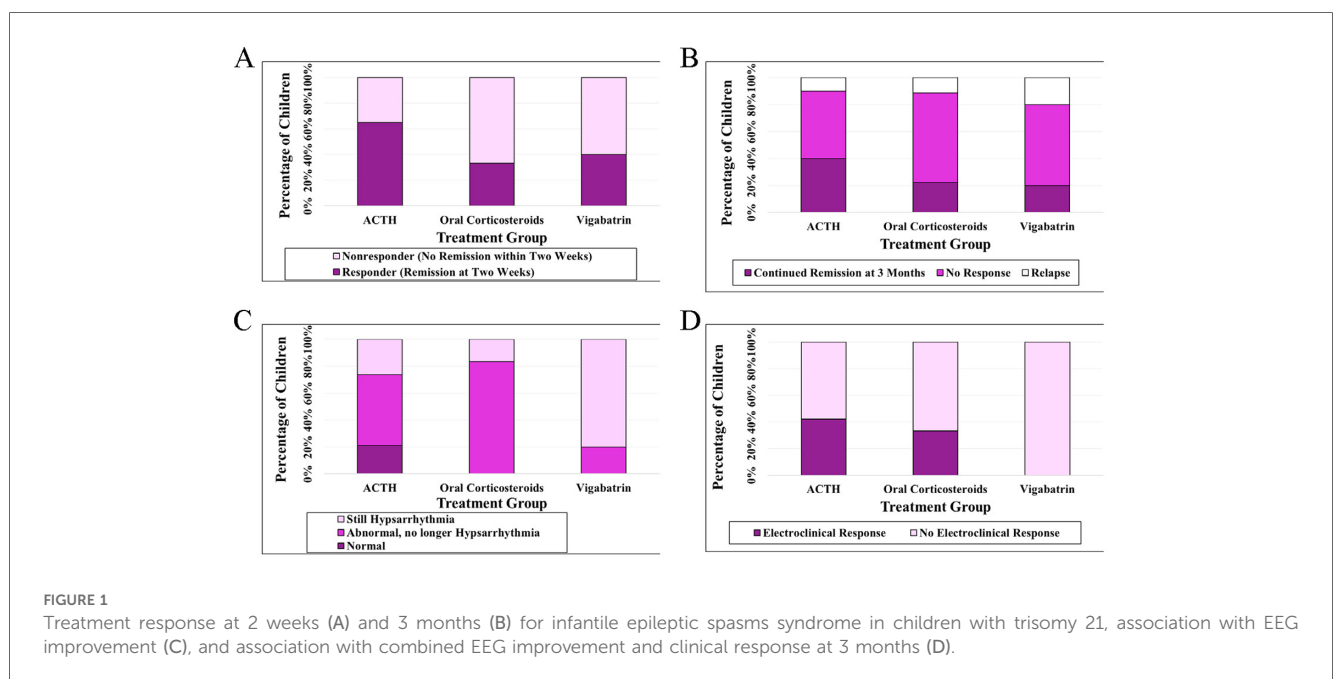 A
Percentage of Children
0% 20% 40% 60% 80%100%
ACTH Oral Corticosteroids Vigabatrin
Treatment Group
Nonresponder (No Remission within Two Weeks)
Responder (Remission at Two Weeks)
B
Percentage of Children
0% 20% 40% 60% 80%100%
ACTH Oral Corticosteroids Vigabatrin
Treatment Group
Continued Remission at 3 Months No Response Relapse
C
Percentage of Children
0% 20% 40% 60% 80%100%
ACTH Oral Corticosteroids Vigabatrin
Treatment Group
Still Hypsarrhythmia
Abnormal, no longer Hypsarrhythmia
Normal
D
Percentage of Children
0% 20% 40% 60% 80%100%
ACTH Oral Corticosteroids Vigabatrin
Treatment Group
Electroclinical Response No Electroclinical Response
FIGURE 1
Treatment response at 2 weeks (A) and 3 months (B) for infantile epileptic spasms syndrome in children with trisomy 21, association with EEG
improvement (C), and association with combined EEG improvement and clinical response at 3 months (D).